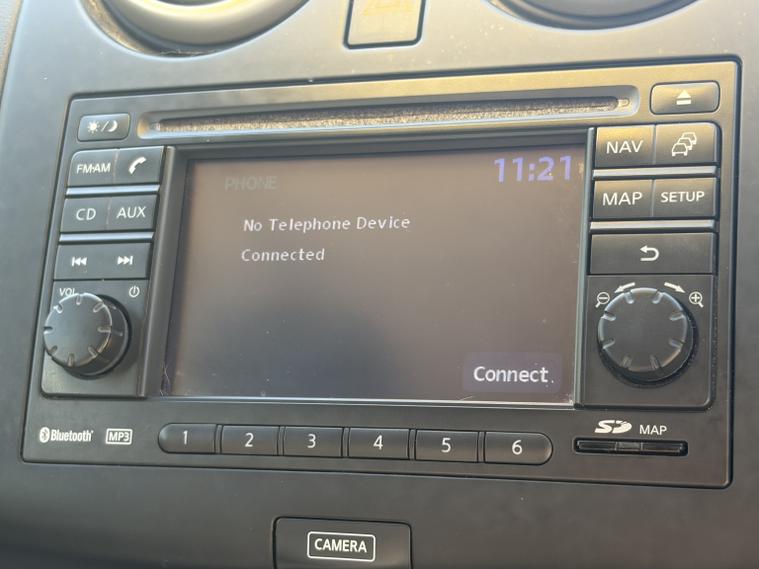 NAV
FM·AM
CD AUX
MAP SETUP
PHONE
11:21
No Telephone Device
Connected
Connect
VOL
Bluetooth®
MP3
1 2 3 4 5 6
SD MAP
CAMERA